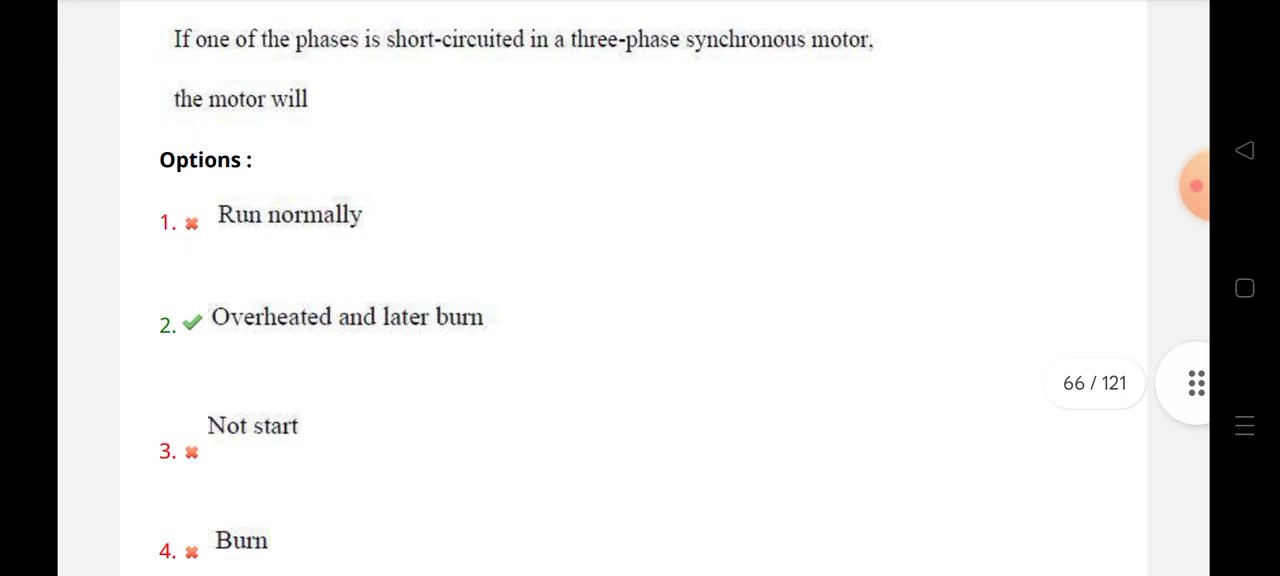 If one of the phases is short-circuited in a three-phase synchronous motor,
the motor will
Options :
1. Run normally
2. Overheated and later burn
66 / 121
Not start
3.
4. Burn